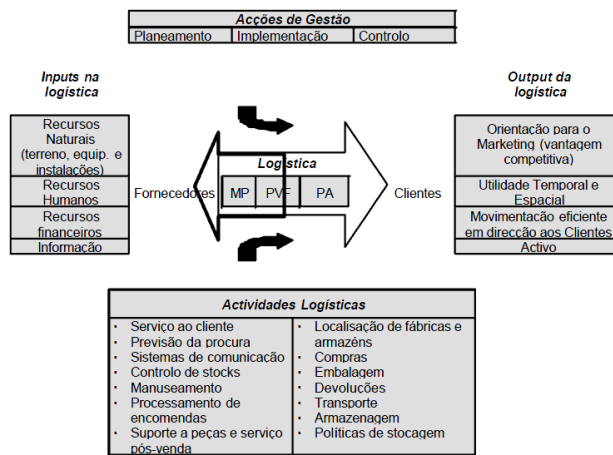 Acções de Gestão
Planeamento Implementação Controlo
Inputs na
logística
Output da
logística
Recursos
Naturais
(terreno, equip. e
instalações)
Recursos
Humanos
Recursos
financeiros
Informação
Logística
Fornecedores MP PVF PA Clientes
Orientação para o
Marketing (vantagem
competitiva)
Utilidade Temporal e
Espacial
Movimentacão eficiente
em direcção aos Clientes
Activo
Actividades Logísticas
· Serviço ao cliente
· Previsão da procura
· Sistemas de comunicação
· Controlo de stocks
· Manuseamento
· Processamento de
encomendas
· Suporte a peças e serviço
pós-venda
· Localisação de fábricas e
armazéns
· Compras
· Embalagem
· Devoluções
· Transporte
· Armazenagem
· Políticas de stocagem